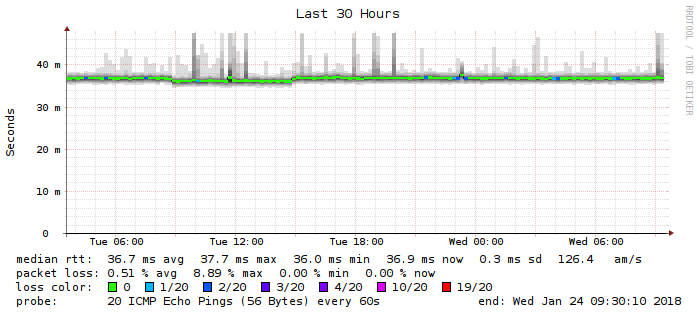 Last 30 Hours
RRDTOOL / TOBI OETIKER
Seconds
40 m
30 m
20 m
10 m
0
Tue 06:00 Tue 12:00 Tue 18:00 Wed 00:00 Wed 06:00
median rtt: 36.7 ms avg 37.7 ms max 36.0 ms min 36.9 ms now 0.3 ms sd 126.4 am/s
packet loss: 0.51 % avg 8.89 % max 0.00 % min 0.00 % now
loss color: 0 1/20 2/20 3/20 4/20 10/20 19/20
probe: 20 ICMP Echo Pings (56 Bytes) every 60s end: Wed Jan 24 09:30:10 2018